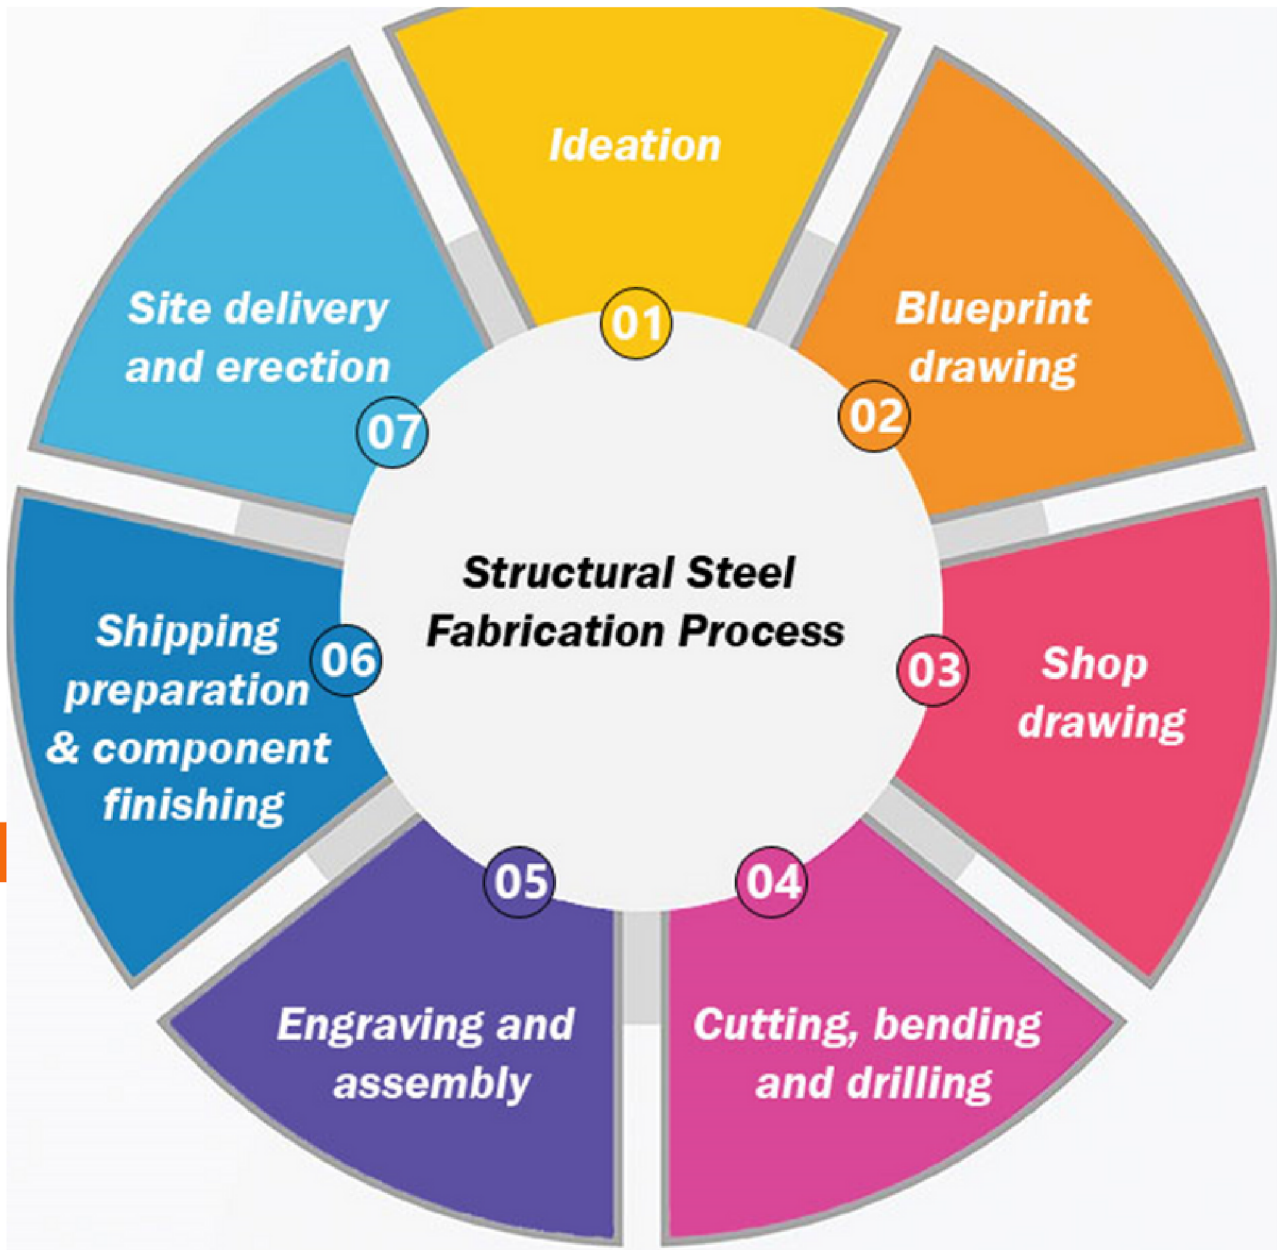 Structural Steel
Fabrication Process
01
Ideation
02
Blueprint
drawing
03
Shop
drawing
04
Cutting, bending
and drilling
05
Engraving and
assembly
06
Shipping
preparation
& component
finishing
07
Site delivery
and erection